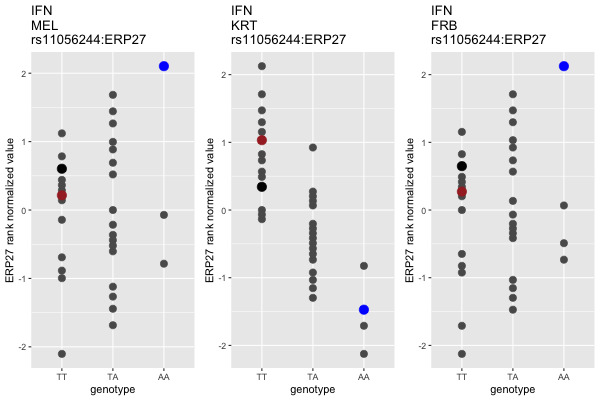 IFN
MEL
rs11056244:ERP27
ERP27 rank normalized value
2
1
0
-1
-2
TT
TA
AA
genotype
IFN
KRT
rs11056244:ERP27
ERP27 rank normalized value
2
1
0
-1
-2
TT
TA
AA
genotype
IFN
FRB
rs11056244:ERP27
ERP27 rank normalized value
2
1
0
-1
-2
TT
TA
AA
genotype